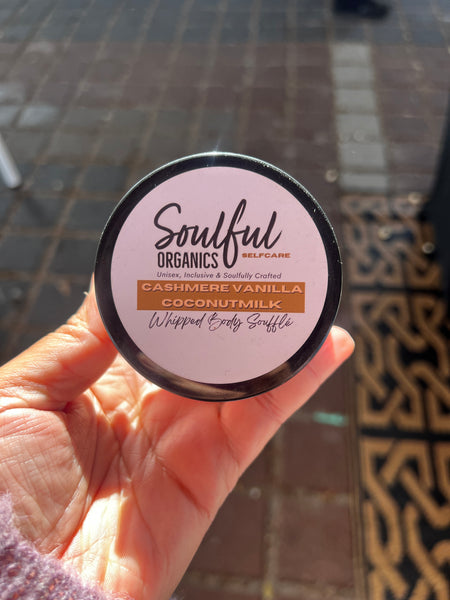 Soulful
ORGANICS SELFCARE
Unisex, Inclusive & Soulfully Crafted
CASHMERE VANILLA
COCONUTMILK
Whipped Body Soufflé